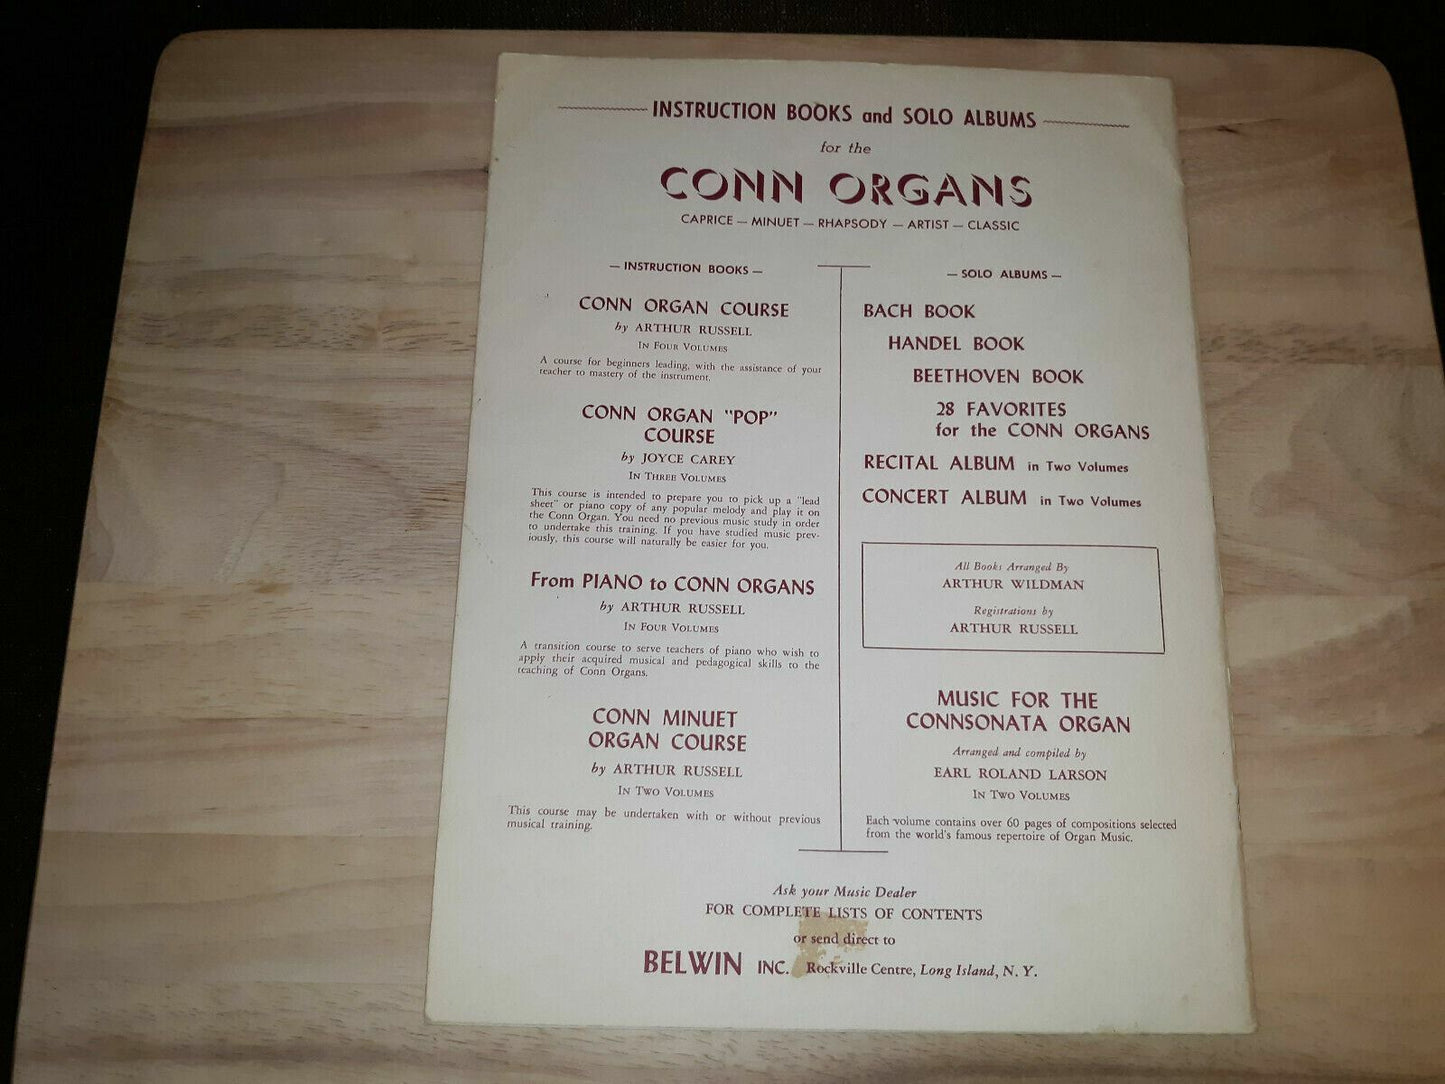 INSTRUCTION BOOKS and SOLO ALBUMS
for the
CONN ORGANS
CAPRICE — MINUET — RHAPSODY — ARTIST — CLASSIC
— INSTRUCTION BOOKS —
CONN ORGAN COURSE
by ARTHUR RUSSELL
IN FOUR VOLUMES
A course for beginners leading, with the assistance of your
teacher to mastery of the instrument.
CONN ORGAN "POP"
COURSE
by JOYCE CAREY
IN THREE VOLUMES
This course is intended to prepare you to pick up a "lead
sheet" or piano copy of any popular melody and play it on
the Conn Organ. You need no previous music study in order
to undertake this training. If you have studied music prev-
iously, this course will naturally be easier for you.
From PIANO to CONN ORGANS
by ARTHUR RUSSELL
IN FOUR VOLUMES
A transition course to serve teachers of piano who wish to
apply their acquired musical and pedagogical skills to the
teaching of Conn Organs.
CONN MINUET
ORGAN COURSE
by ARTHUR RUSSELL
IN TWO VOLUMES
This course may be undertaken with or without previous
musical training.
— SOLO ALBUMS —
BACH BOOK
HANDEL BOOK
BEETHOVEN BOOK
28 FAVORITES
for the CONN ORGANS
RECITAL ALBUM in Two Volumes
CONCERT ALBUM in Two Volumes
All Books Arranged By
ARTHUR WILDMAN
Registrations by
ARTHUR RUSSELL
MUSIC FOR THE
CONNSONATA ORGAN
Arranged and compiled by
EARL ROLAND LARSON
IN TWO VOLUMES
Each volume contains over 60 pages of compositions selected
from the world's famous repertoire of Organ Music.
Ask your Music Dealer
FOR COMPLETE LISTS OF CONTENTS
or send direct to
BELWIN INC. Rockville Centre, Long Island, N. Y.